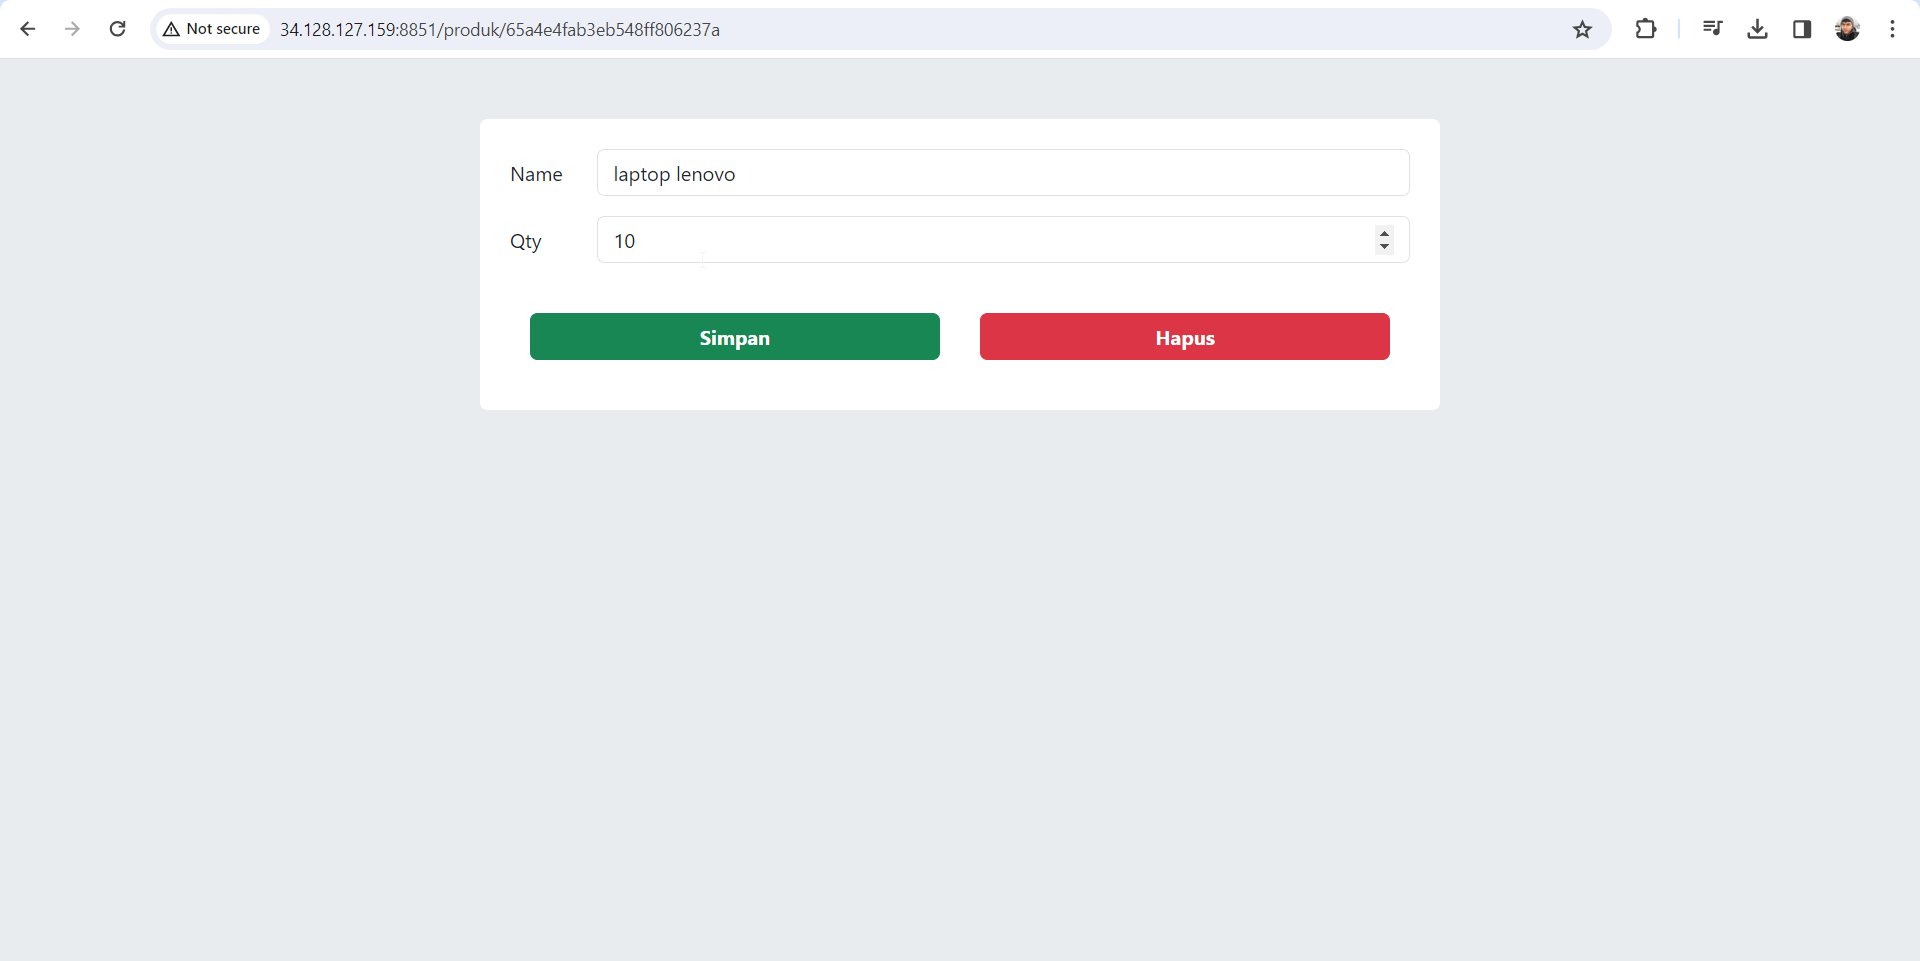 Not secure 34.128.127.159:8851/produk/65a4e4fab3eb548ff806237a
Name laptop lenovo
Qty 10
Simpan Hapus